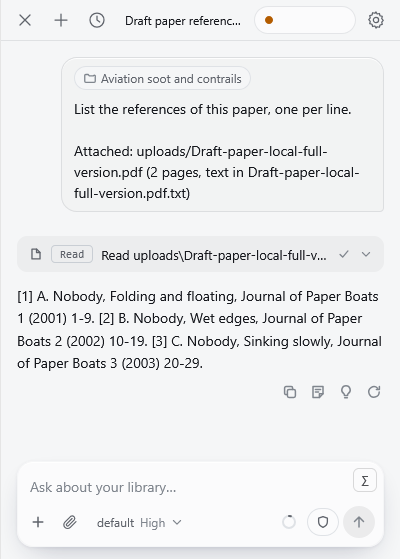 Draft paper referenc...
Aviation soot and contrails
List the references of this paper, one per line.
Attached: uploads/Draft-paper-local-full-
version.pdf (2 pages, text in Draft-paper-local-
full-version.pdf.txt)
Read Read uploads\Draft-paper-local-full-v...
[1] A. Nobody, Folding and floating, Journal of Paper Boats
1 (2001) 1-9. [2] B. Nobody, Wet edges, Journal of Paper
Boats 2 (2002) 10-19. [3] C. Nobody, Sinking slowly, Journal
of Paper Boats 3 (2003) 20-29.
Ask about your library...
Σ
default High